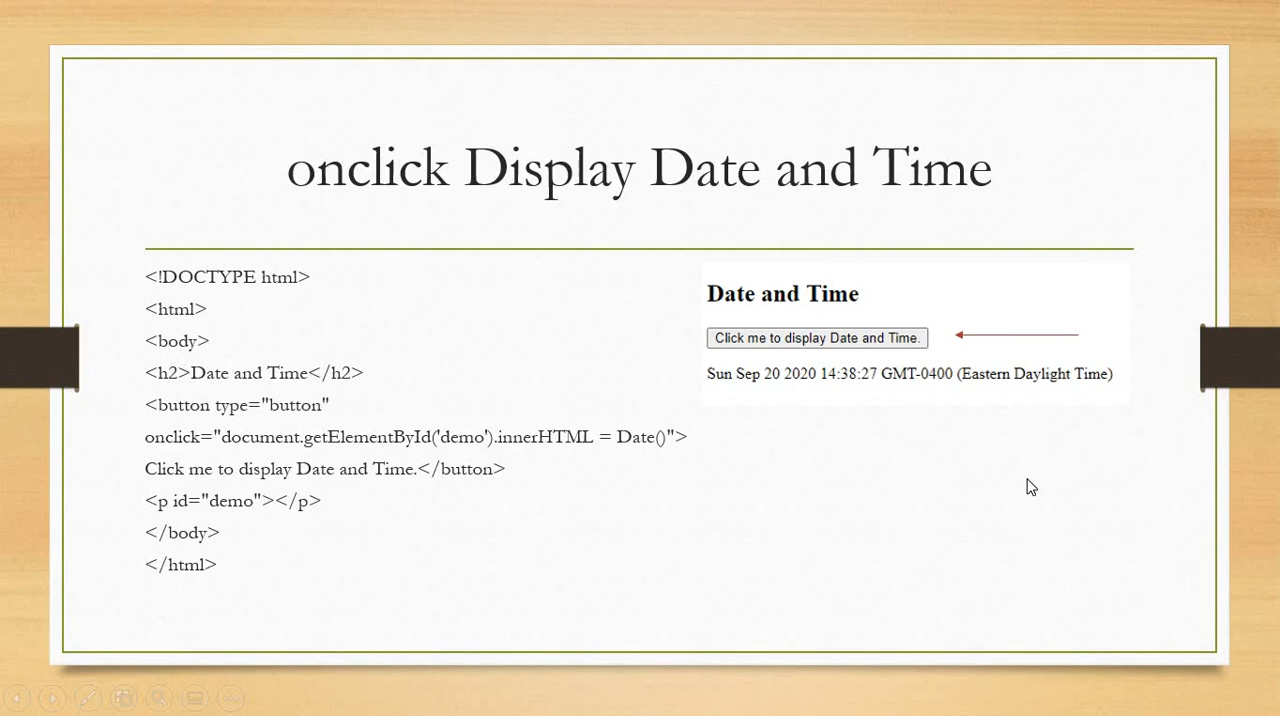 onclick Display Date and Time
<!DOCTYPE html>
<html>
<body>
<h2>Date and Time</h2>
<button type="button"
onclick="document.getElementById('demo').innerHTML = Date()">
Click me to display Date and Time.</button>
<p id="demo"></p>
</body>
</html>
Date and Time
Click me to display Date and Time.
Sun Sep 20 2020 14:38:27 GMT-0400 (Eastern Daylight Time)